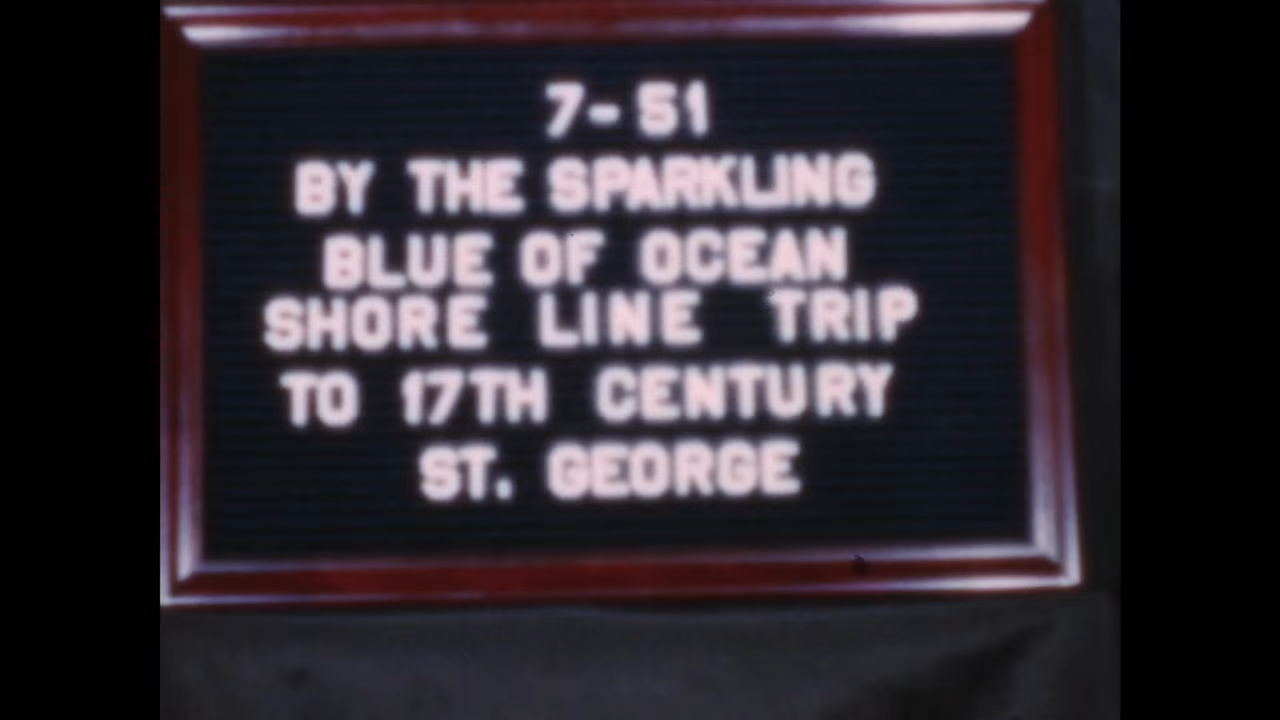 7-51
BY THE SPARKLING
BLUE OF OCEAN
SHORE LINE TRIP
TO 17TH CENTURY
ST. GEORGE